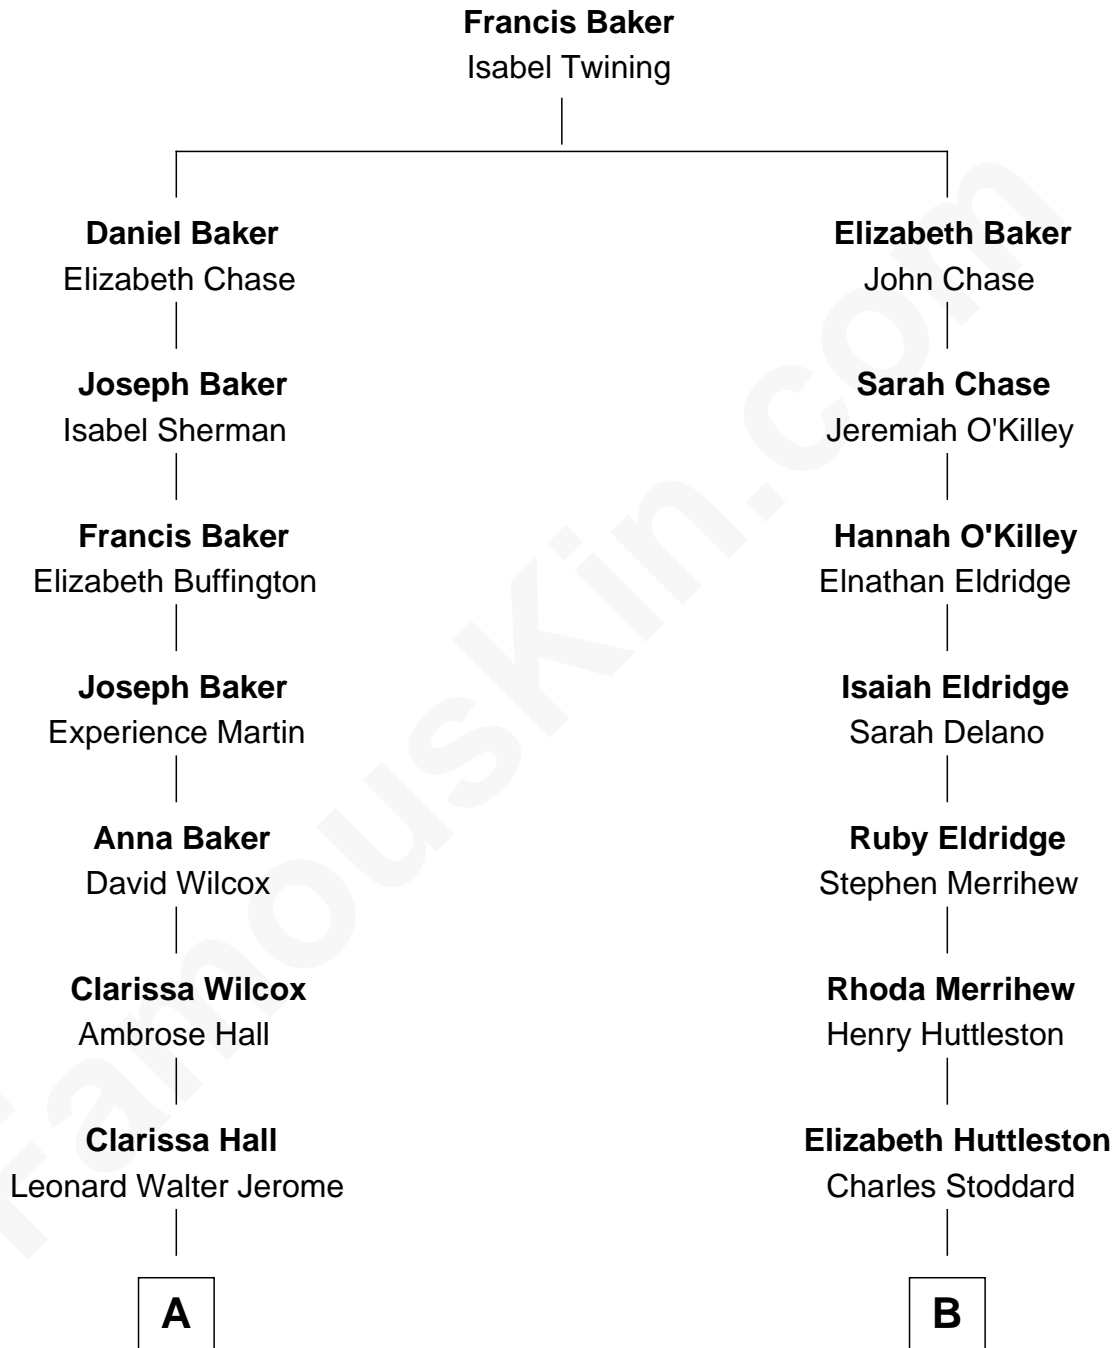 Francis Baker
Isabel Twining
Daniel Baker
Elizabeth Chase
Elizabeth Baker
John Chase
Joseph Baker
Isabel Sherman
Sarah Chase
Jeremiah O'Killey
Francis Baker
Elizabeth Buffington
Hannah O'Killey
Elnathan Eldridge
Joseph Baker
Experience Martin
Isaiah Eldridge
Sarah Delano
Anna Baker
David Wilcox
Ruby Eldridge
Stephen Merrihew
Clarissa Wilcox
Ambrose Hall
Rhoda Merrihew
Henry Huttleston
Clarissa Hall
Leonard Walter Jerome
Elizabeth Huttleston
Charles Stoddard
A
B
FamousKin.com